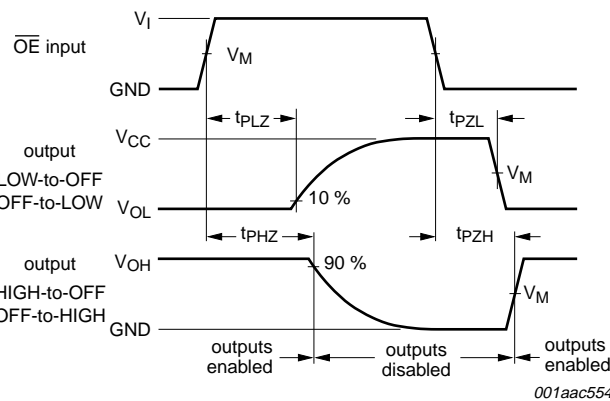 V_I
OE input
V_M
GND
t_PLZ
t_PZL
V_CC
output
LOW-to-OFF
OFF-to-LOW
V_M
V_OL
10 %
t_PHZ
t_PZH
V_OH
output
90 %
HIGH-to-OFF
OFF-to-HIGH
V_M
GND
outputs
enabled
outputs
disabled
outputs
enabled
001aac554